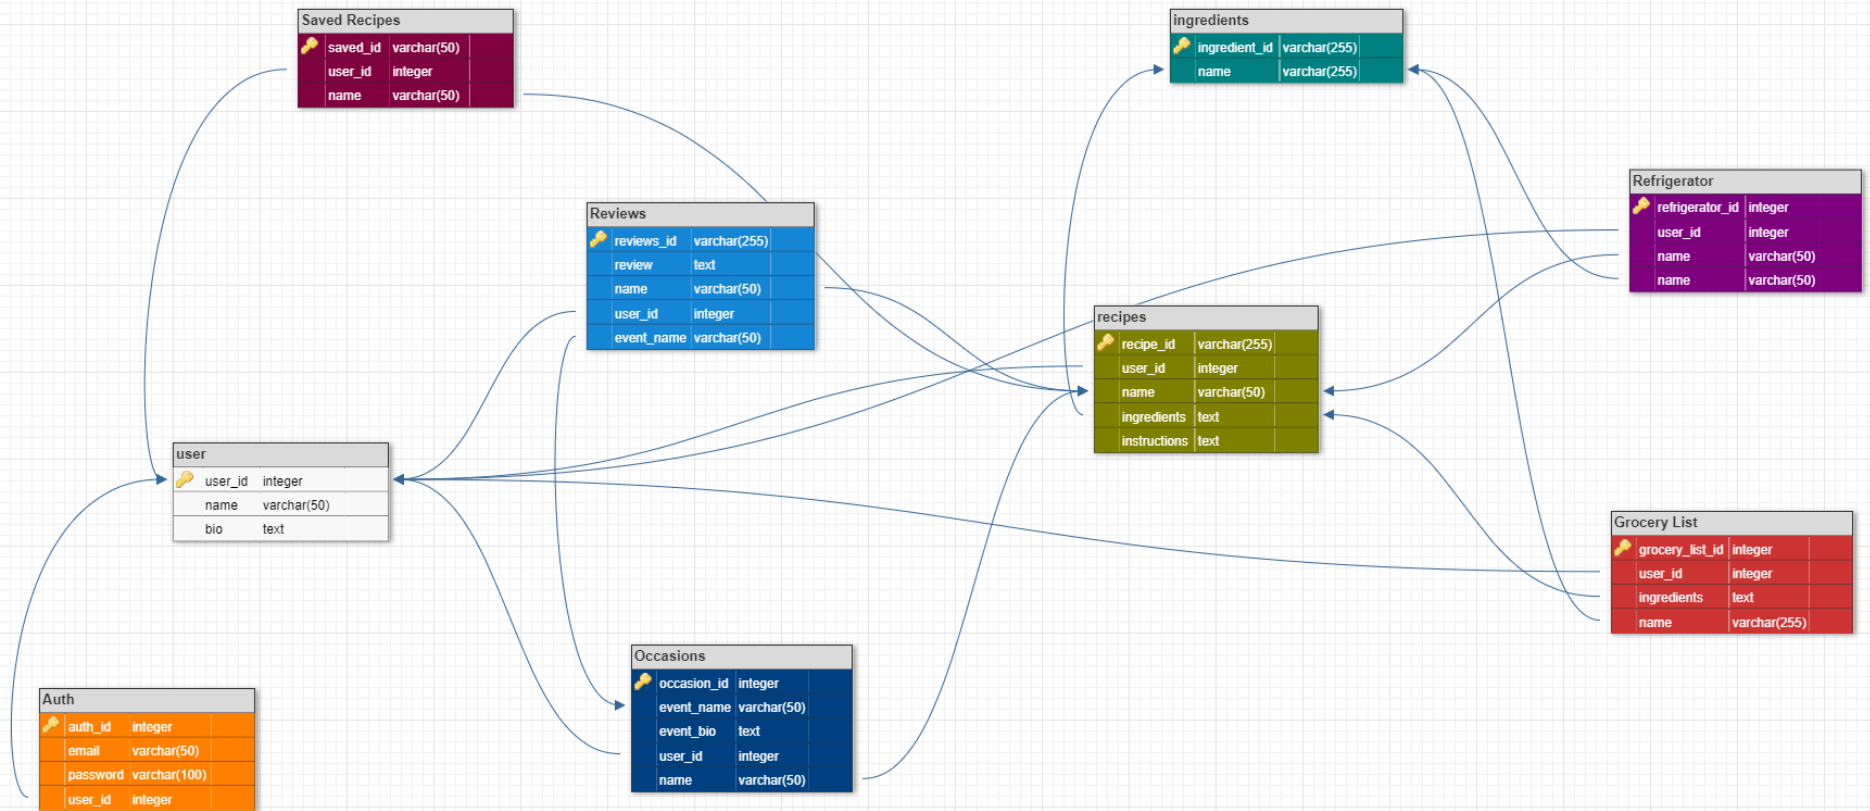 Saved Recipes
saved_id varchar(50)
user_id integer
name varchar(50)
ingredients
ingredient_id varchar(255)
name varchar(255)
Refrigerator
refrigerator_id integer
user_id integer
name varchar(50)
name varchar(50)
Reviews
reviews_id varchar(255)
review text
name varchar(50)
user_id integer
event_name varchar(50)
recipes
recipe_id varchar(255)
user_id integer
name varchar(50)
ingredients text
instructions text
user
user_id integer
name varchar(50)
bio text
Grocery List
grocery_list_id integer
user_id integer
ingredients text
name varchar(255)
Occasions
occasion_id integer
event_name varchar(50)
event_bio text
user_id integer
name varchar(50)
Auth
auth_id integer
email varchar(50)
password varchar(100)
user_id integer